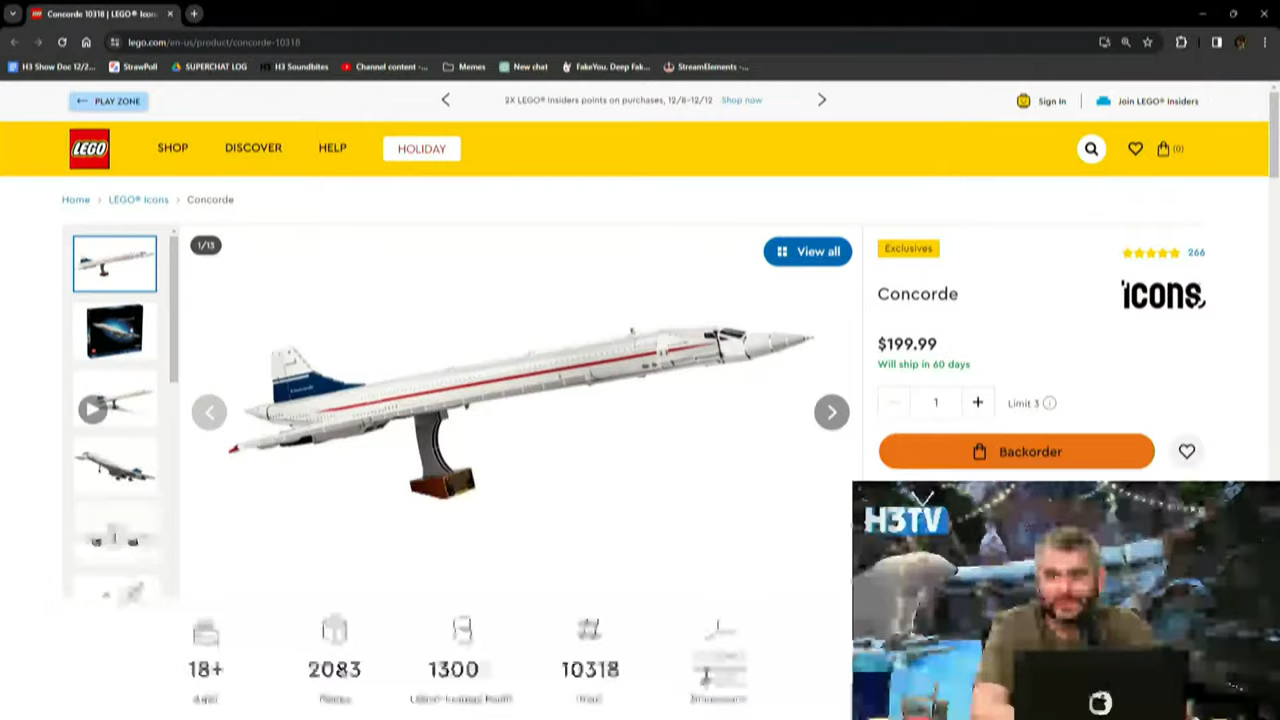 Concorde 10318 | LEGO® Icons
lego.com/en-us/product/concorde-10318
H3 Show Doc 12/2...
StrawPoll
SUPERCHAT LOG
H3 Soundbites
Channel content -...
Memes
New chat
FakeYou. Deep Fak...
StreamElements -...
PLAY ZONE
2X LEGO® Insiders points on purchases, 12/8-12/12 Shop now
Sign In
Join LEGO® Insiders
LEGO
SHOP
DISCOVER
HELP
HOLIDAY
(0)
Home > LEGO® Icons > Concorde
1/13
View all
Exclusives
266
Concorde
icons.
$199.99
Will ship in 60 days
1
Limit 3
Backorder
H3TV
18+
2083
1300
10318
Ages
Pieces
Item